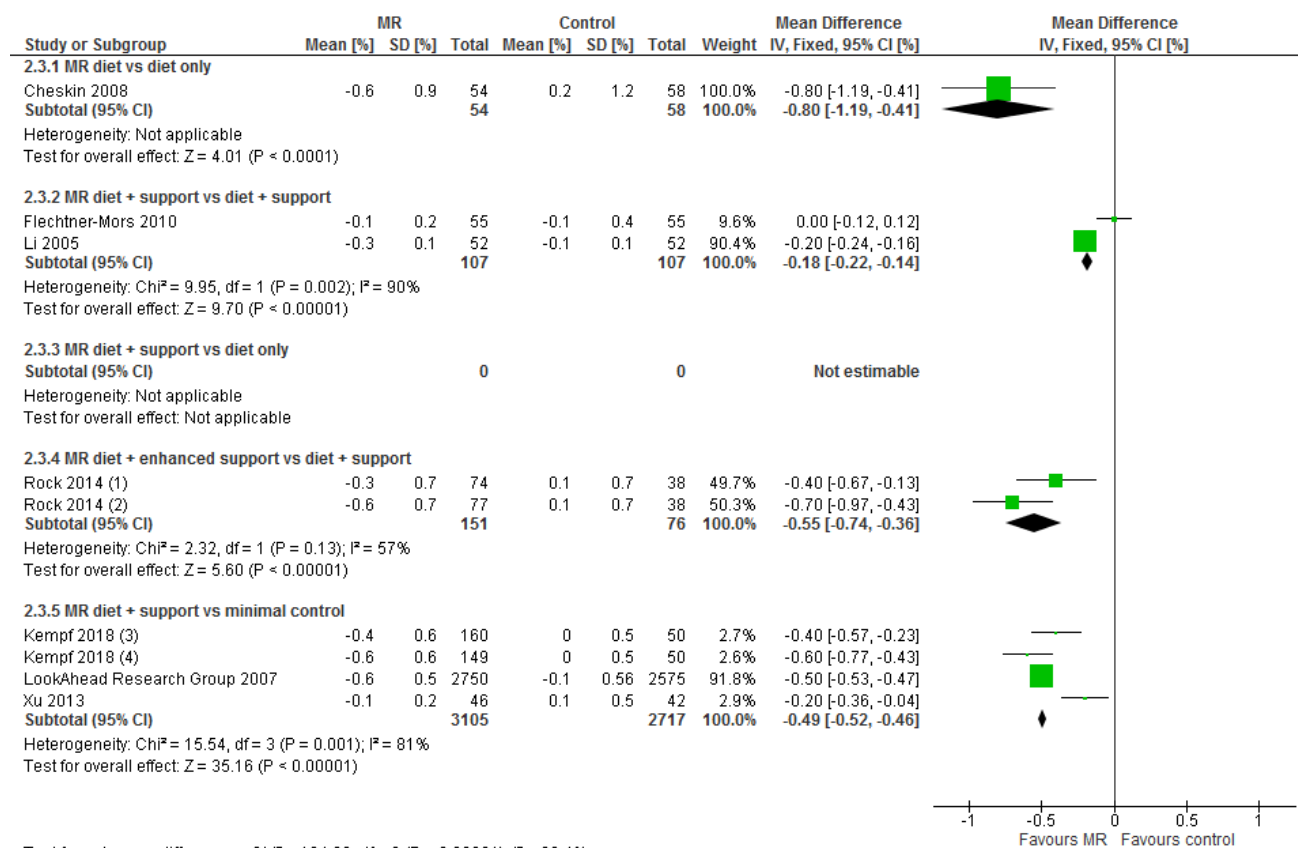 MR Control Mean Difference Mean Difference
Study or Subgroup Mean [%] SD [%] Total Mean [%] SD [%] Total Weight IV, Fixed, 95% CI [%] IV, Fixed, 95% CI [%]
2.3.1 MR diet vs diet only
Cheskin 2008 -0.6 0.9 54 0.2 1.2 58 100.0% -0.80 [-1.19, -0.41]
Subtotal (95% CI) 54 58 100.0% -0.80 [-1.19, -0.41]
Heterogeneity: Not applicable
Test for overall effect: Z = 4.01 (P < 0.0001)
2.3.2 MR diet + support vs diet + support
Flechtner-Mors 2010 -0.1 0.2 55 -0.1 0.4 55 9.6% 0.00 [-0.12, 0.12]
Li 2005 -0.3 0.1 52 -0.1 0.1 52 90.4% -0.20 [-0.24, -0.16]
Subtotal (95% CI) 107 107 100.0% -0.18 [-0.22, -0.14]
Heterogeneity: Chi² = 9.95, df = 1 (P = 0.002); I² = 90%
Test for overall effect: Z = 9.70 (P < 0.00001)
2.3.3 MR diet + support vs diet only
Subtotal (95% CI) 0 0 Not estimable
Heterogeneity: Not applicable
Test for overall effect: Not applicable
2.3.4 MR diet + enhanced support vs diet + support
Rock 2014 (1) -0.3 0.7 74 0.1 0.7 38 49.7% -0.40 [-0.67, -0.13]
Rock 2014 (2) -0.6 0.7 77 0.1 0.7 38 50.3% -0.70 [-0.97, -0.43]
Subtotal (95% CI) 151 76 100.0% -0.55 [-0.74, -0.36]
Heterogeneity: Chi² = 2.32, df = 1 (P = 0.13); I² = 57%
Test for overall effect: Z = 5.60 (P < 0.00001)
2.3.5 MR diet + support vs minimal control
Kempf 2018 (3) -0.4 0.6 160 0 0.5 50 2.7% -0.40 [-0.57, -0.23]
Kempf 2018 (4) -0.6 0.6 149 0 0.5 50 2.6% -0.60 [-0.77, -0.43]
LookAhead Research Group 2007 -0.6 0.5 2750 -0.1 0.56 2575 91.8% -0.50 [-0.53, -0.47]
Xu 2013 -0.1 0.2 46 0.1 0.5 42 2.9% -0.20 [-0.36, -0.04]
Subtotal (95% CI) 3105 2717 100.0% -0.49 [-0.52, -0.46]
Heterogeneity: Chi² = 15.54, df = 3 (P = 0.001); I² = 81%
Test for overall effect: Z = 35.16 (P < 0.00001)
-1 -0.5 0 0.5 1
Favours MR Favours control